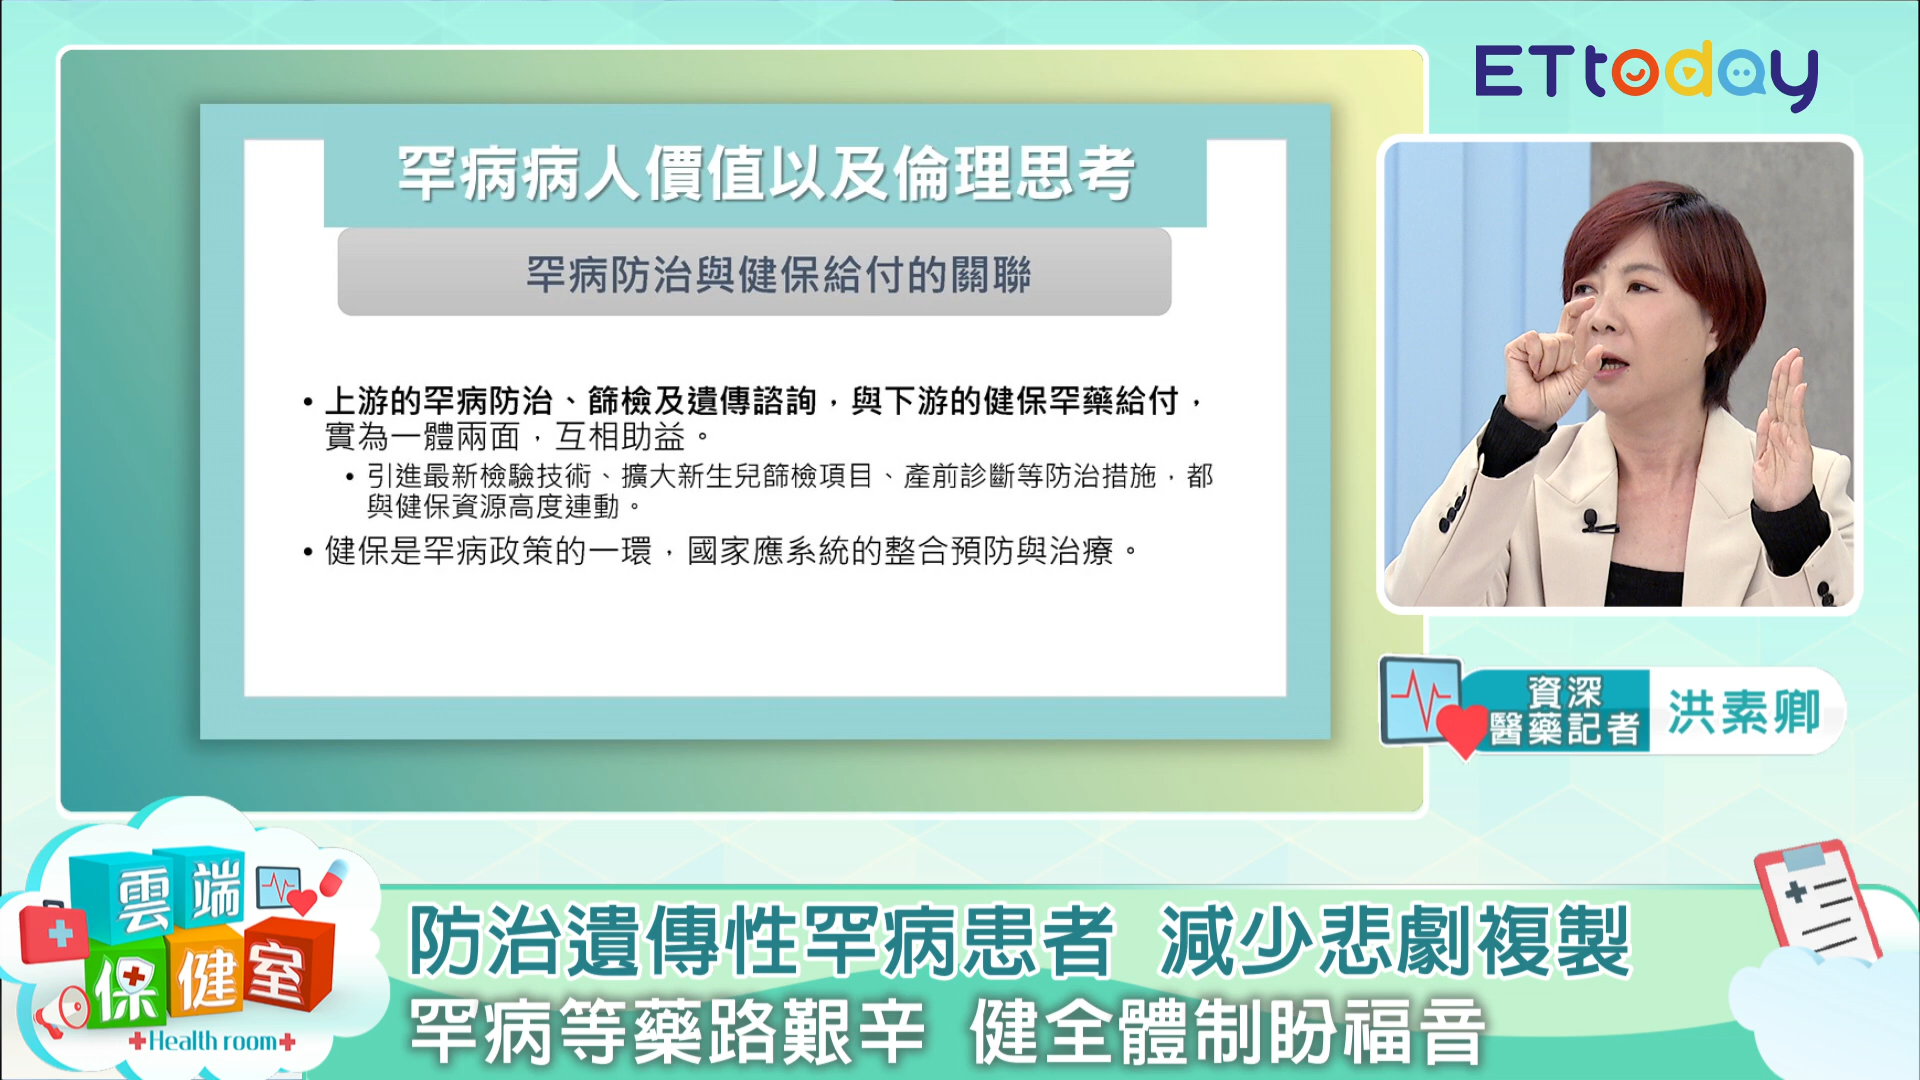 ETtoday
罕病病人價值以及倫理思考
罕病防治與健保給付的關聯
• 上游的罕病防治、篩檢及遺傳諮詢，與下游的健保罕藥給付，
實為一體兩面，互相助益。
• 引進最新檢驗技術、擴大新生兒篩檢項目、產前診斷等防治措施，都
與健保資源高度連動。
• 健保是罕病政策的一環，國家應系統的整合預防與治療。
資深
醫藥記者
洪素卿
雲端
保健室
Health room
防治遺傳性罕病患者 減少悲劇複製
罕病等藥路艱辛 健全體制盼福音